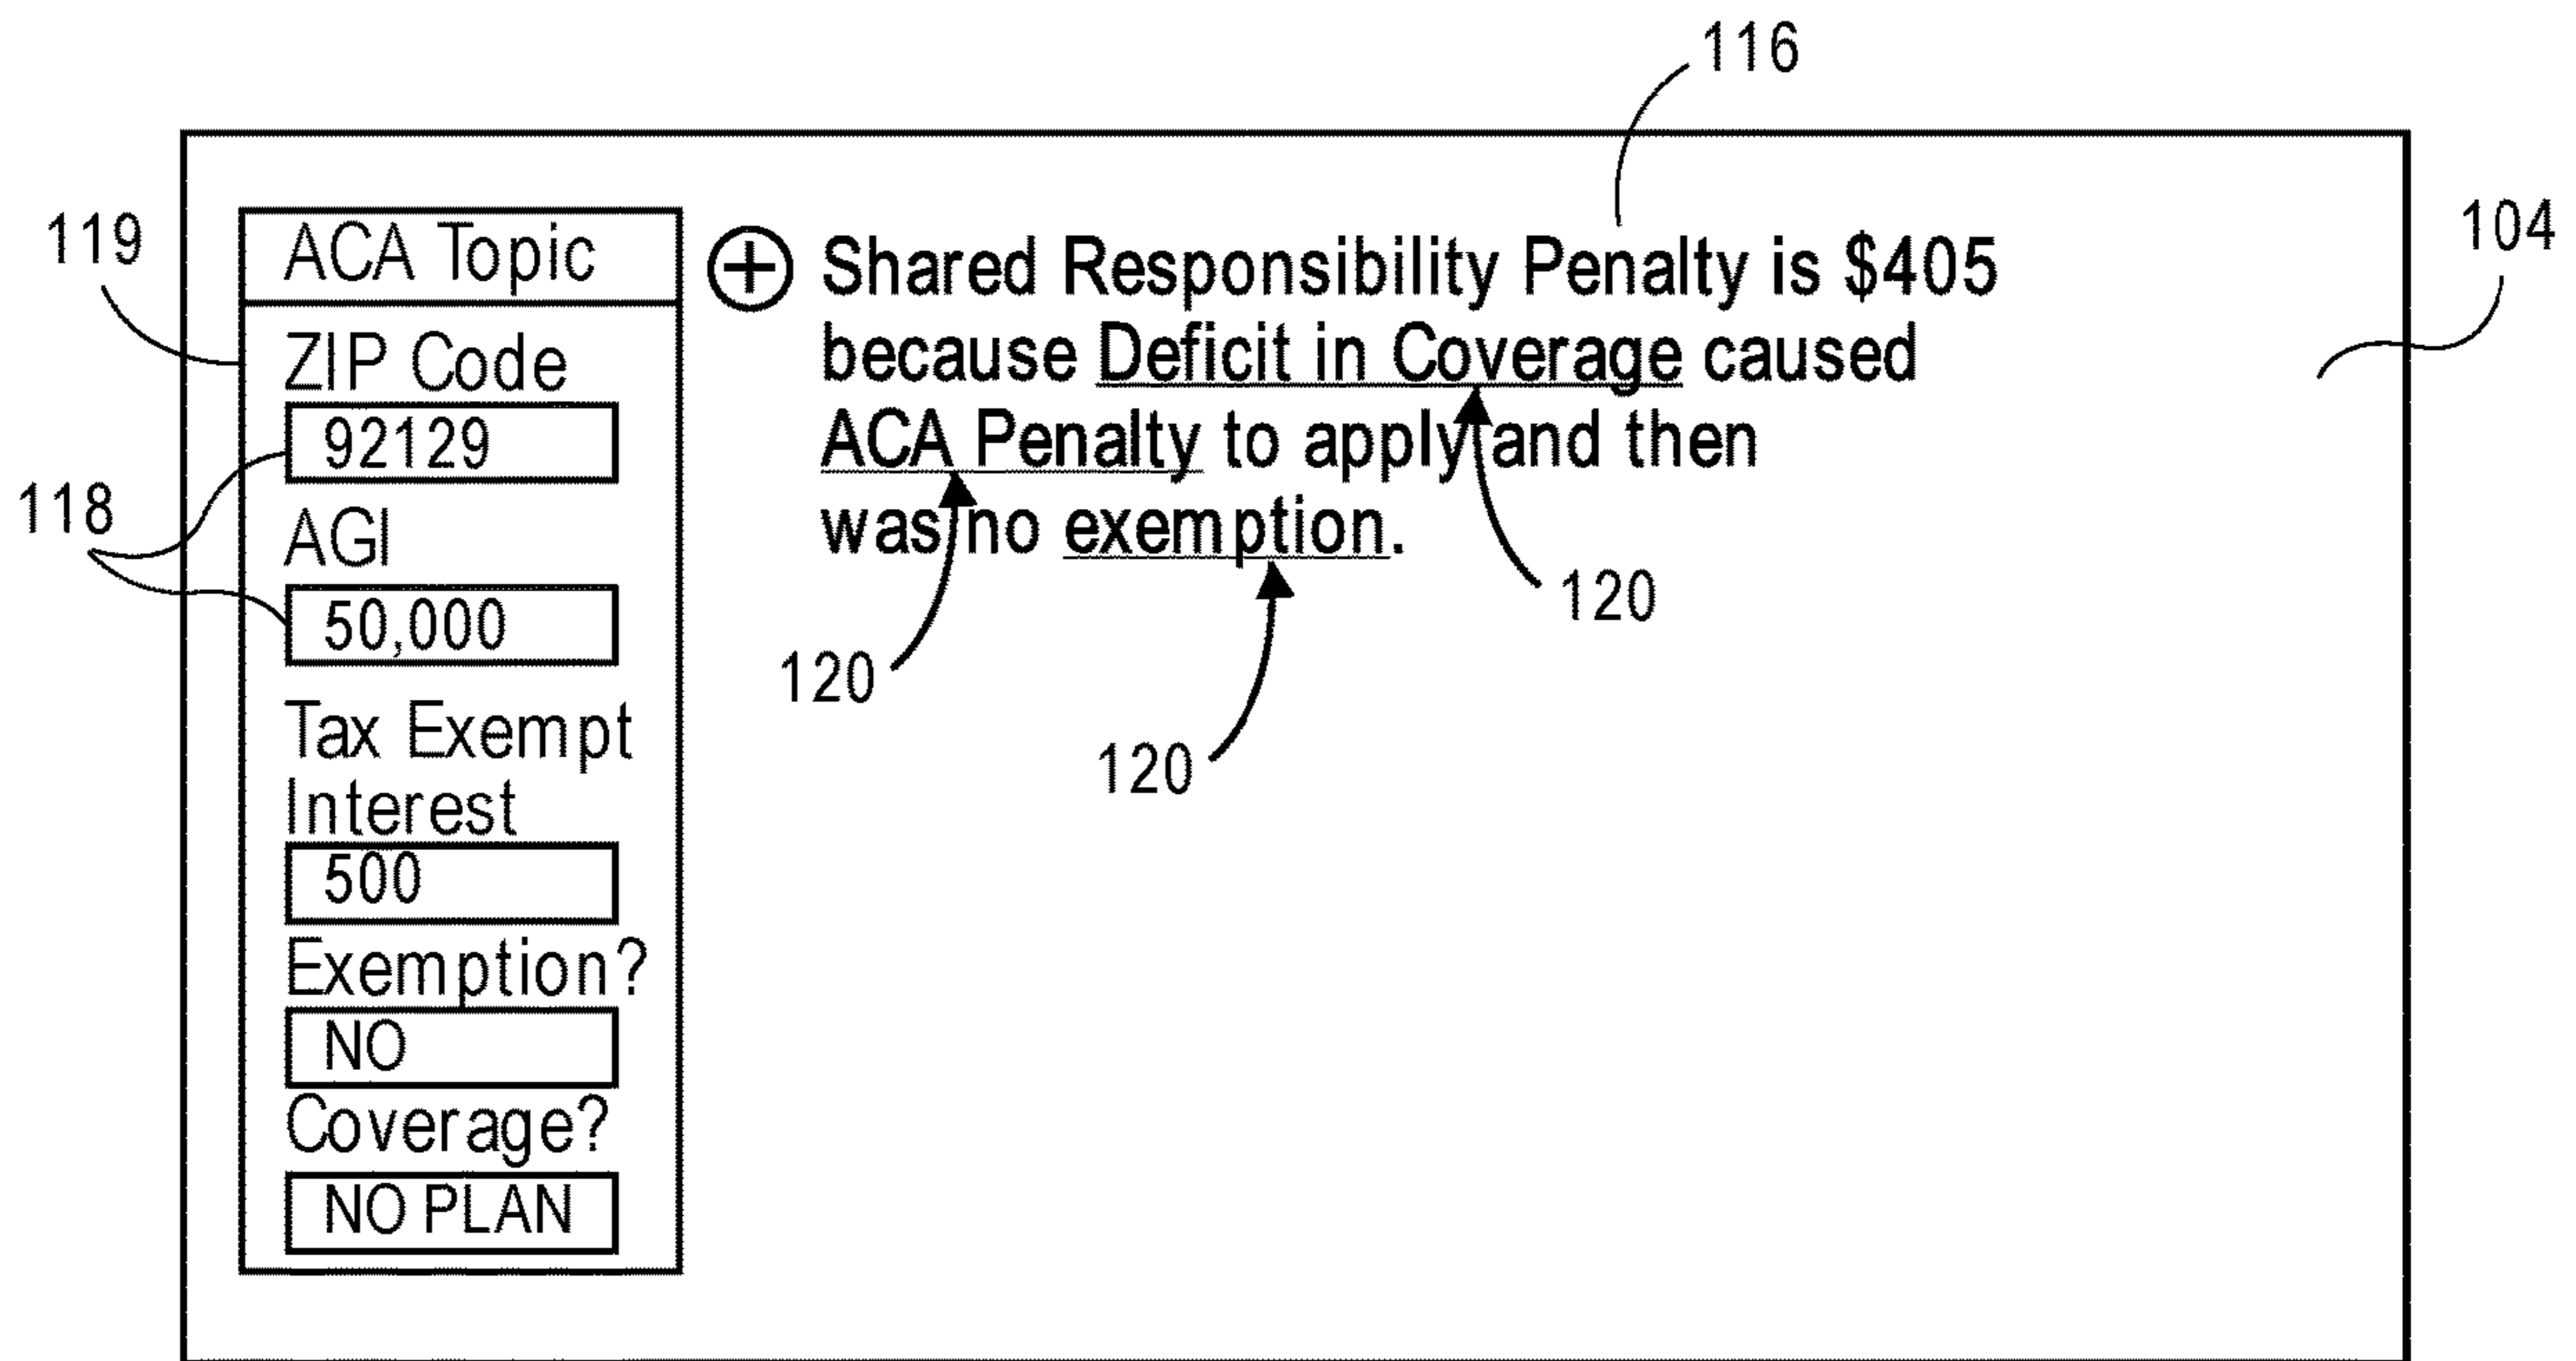 116
119
104
118
ACA Topic
ZIP Code
92129
AGI
50,000
Tax Exempt
Interest
500
Exemption?
NO
Coverage?
NO PLAN
+ Shared Responsibility Penalty is $405
because Deficit in Coverage caused
ACA Penalty to apply and then
was no exemption.
120
120
120